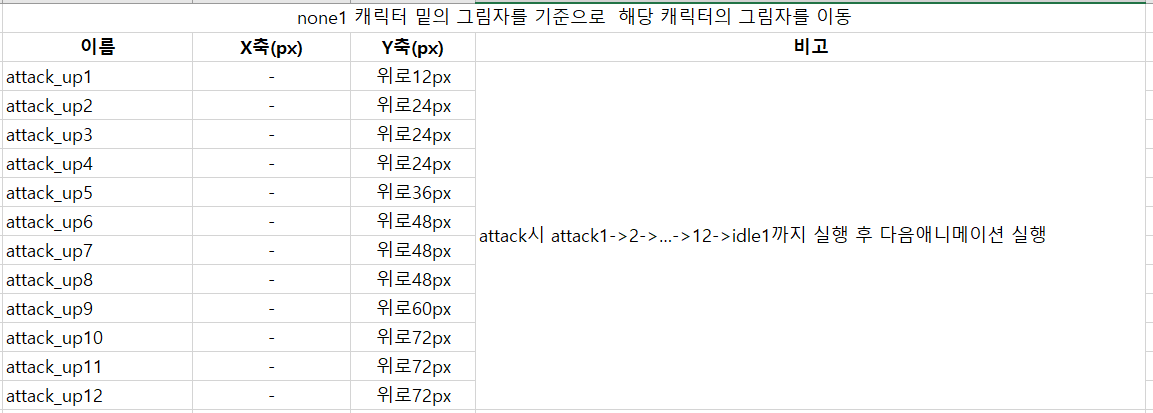 none1 캐릭터 밑의 그림자를 기준으로  해당 캐릭터의 그림자를 이동
이름 X축(px) Y축(px) 비고
attack_up1 - 위로12px
attack_up2 - 위로24px
attack_up3 - 위로24px
attack_up4 - 위로24px
attack_up5 - 위로36px
attack_up6 - 위로48px
attack시 attack1->2->...->12->idle1까지 실행 후 다음애니메이션 실행
attack_up7 - 위로48px
attack_up8 - 위로48px
attack_up9 - 위로60px
attack_up10 - 위로72px
attack_up11 - 위로72px
attack_up12 - 위로72px